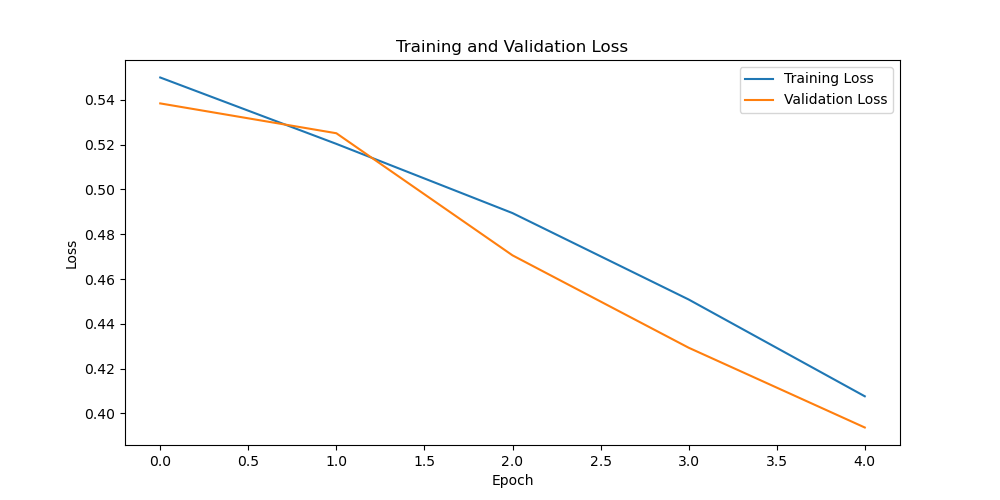 Training and Validation Loss
Training Loss
Validation Loss
0.54
0.52
0.50
0.48
0.46
0.44
0.42
0.40
Loss
0.0 0.5 1.0 1.5 2.0 2.5 3.0 3.5 4.0
Epoch